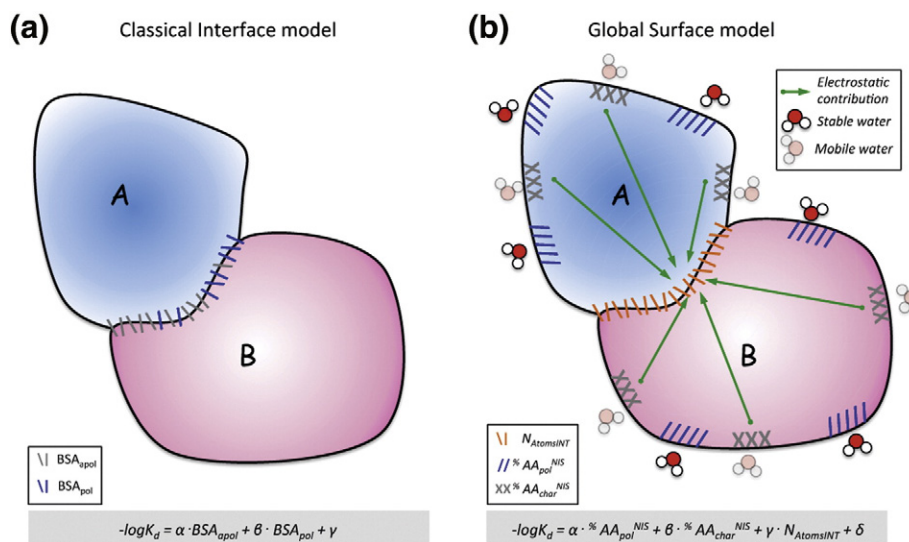 (a) Classical Interface model
A
B
BSA_apol
BSA_pol
-logK_d = α·BSA_apol + β· BSA_pol + γ
(b) Global Surface model
Electrostatic
contribution
Stable water
Mobile water
A
B
N_AtomsINT
% AA_pol^NIS
XX % AA_char^NIS
-logK_d = α· % AA_pol^NIS + β· % AA_char^NIS + γ· N_AtomsINT + δ